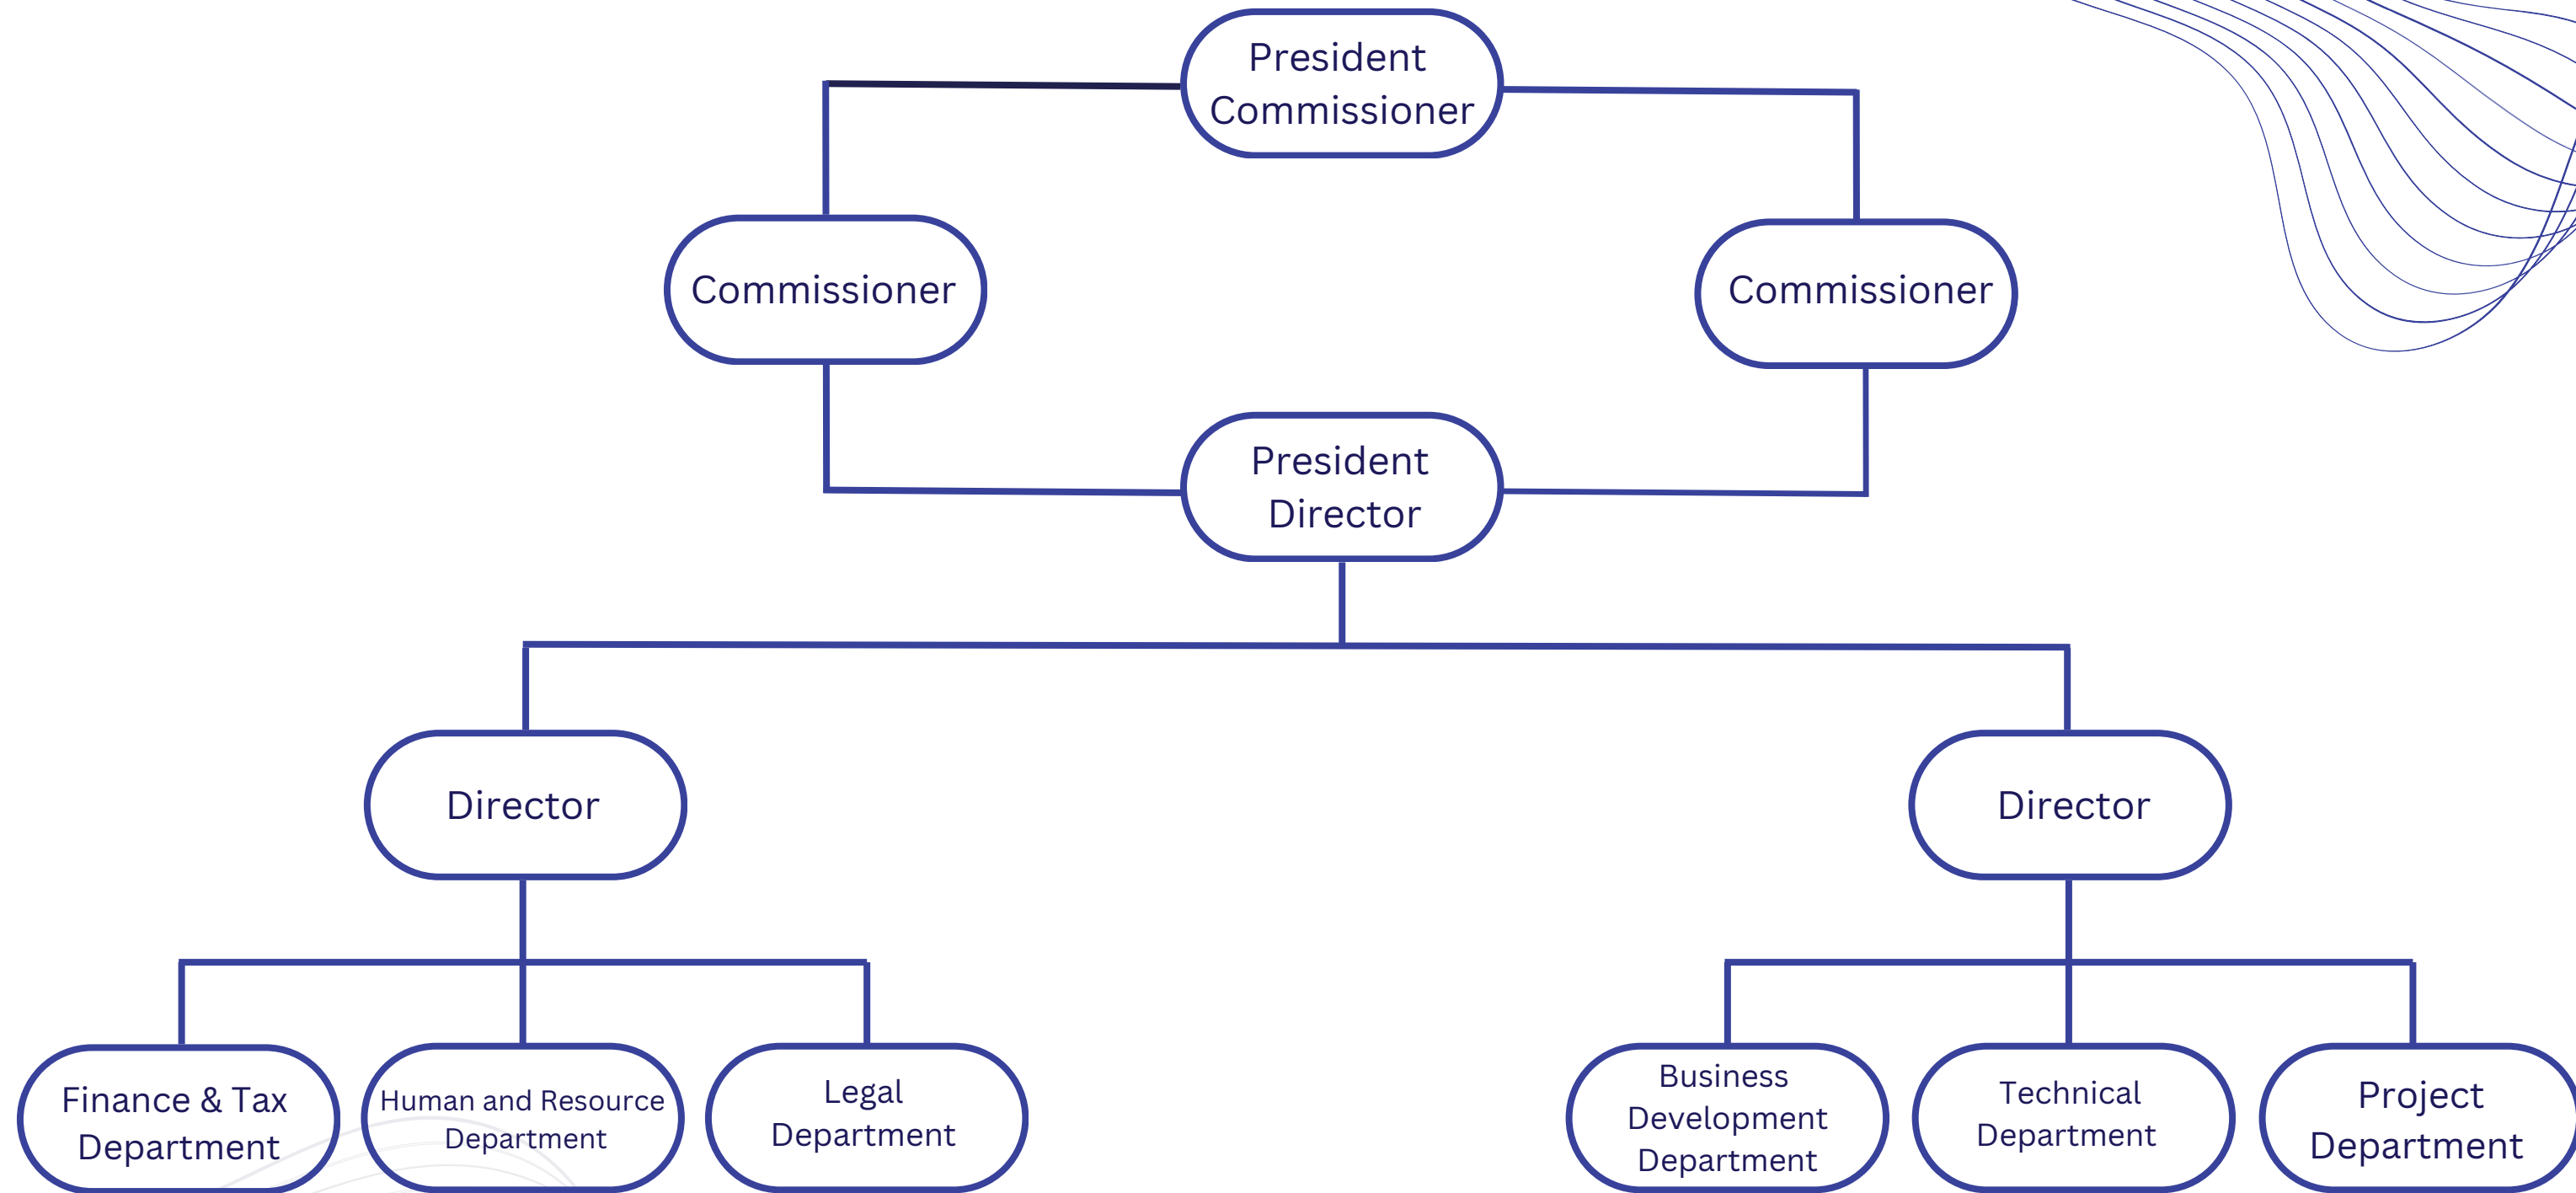 President
Commissioner
Commissioner
Commissioner
President
Director
Director
Director
Finance & Tax
Department
Human and Resource
Department
Legal
Department
Business
Development
Department
Technical
Department
Project
Department